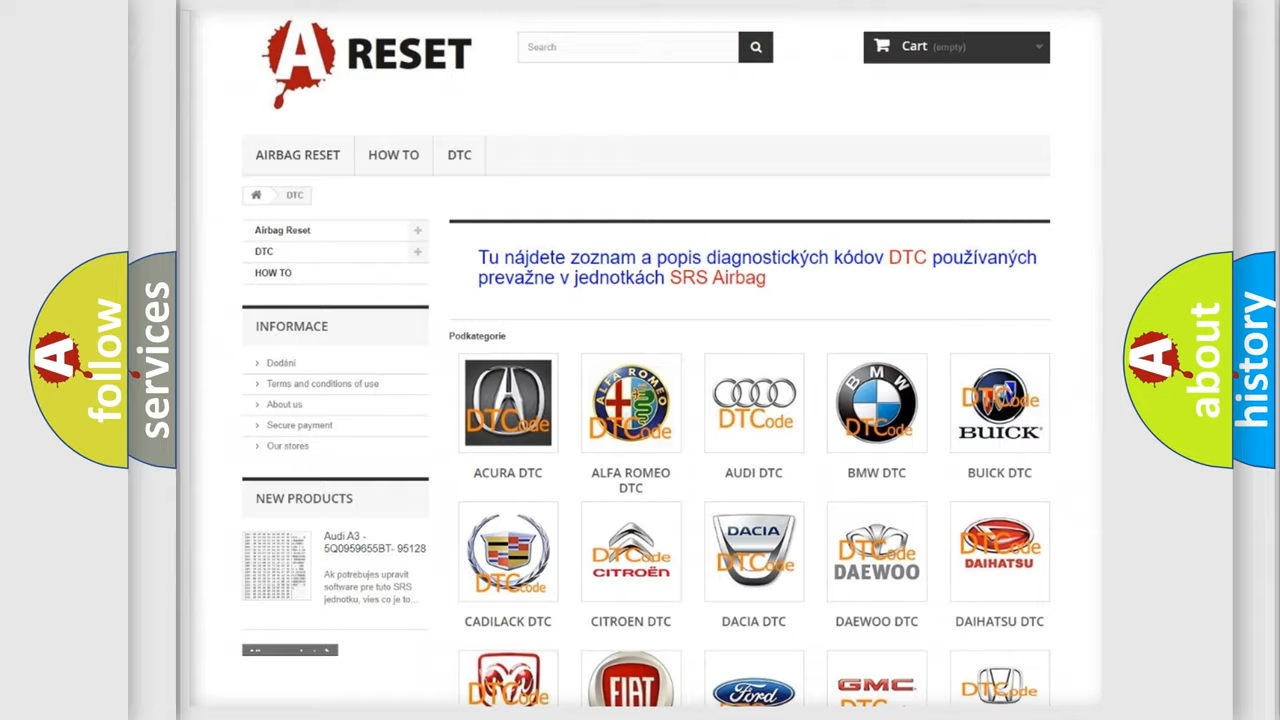 A RESET
Search
Cart (empty)
AIRBAG RESET
HOW TO
DTC
DTC
Airbag Reset
DTC
HOW TO
Tu nájdete zoznam a popis diagnostických kódov DTC používaných
prevažne v jednotkách SRS Airbag
INFORMACE
Dodání
Terms and conditions of use
About us
Secure payment
Our stores
NEW PRODUCTS
Audi A3 -
5Q0959655BT- 95128
Ak potrebujes upravit
software pre tuto SRS
jednotku, vies co je to...
Podkategorie
DTCode
ALFA ROMEO
DTCode
DTCode
BMW
DTCode
DTCode
BUICK
ACURA DTC
ALFA ROMEO
DTC
AUDI DTC
BMW DTC
BUICK DTC
DTCode
DTCode
CITROËN
DACIA
DTCode
DTCode
DAEWOO
DTCode
DAIHATSU
CADILACK DTC
CITROEN DTC
DACIA DTC
DAEWOO DTC
DAIHATSU DTC
DTCode
FIAT
Ford
GMC
DTCode
A follow
services
A about
history